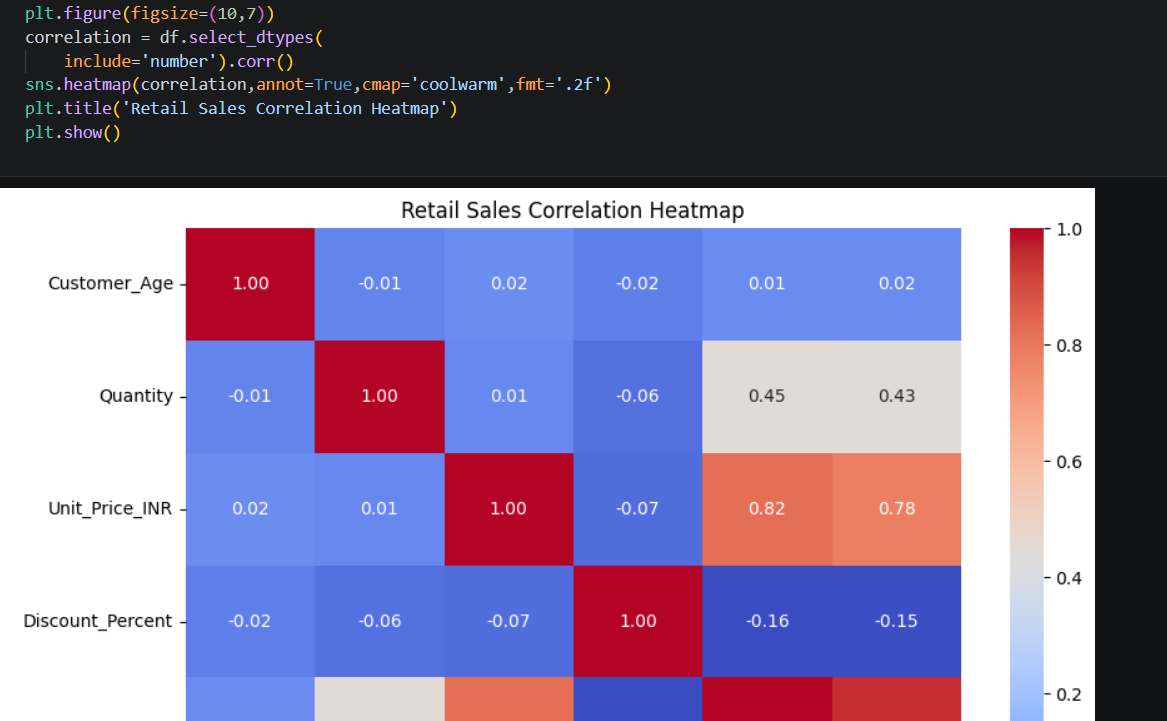 plt.figure(figsize=(10,7))
correlation = df.select_dtypes(
    include='number').corr()
sns.heatmap(correlation,annot=True,cmap='coolwarm',fmt='.2f')
plt.title('Retail Sales Correlation Heatmap')
plt.show()
Retail Sales Correlation Heatmap
Customer_Age 1.00 -0.01 0.02 -0.02 0.01 0.02
Quantity -0.01 1.00 0.01 -0.06 0.45 0.43
Unit_Price_INR 0.02 0.01 1.00 -0.07 0.82 0.78
Discount_Percent -0.02 -0.06 -0.07 1.00 -0.16 -0.15
1.0
0.8
0.6
0.4
0.2